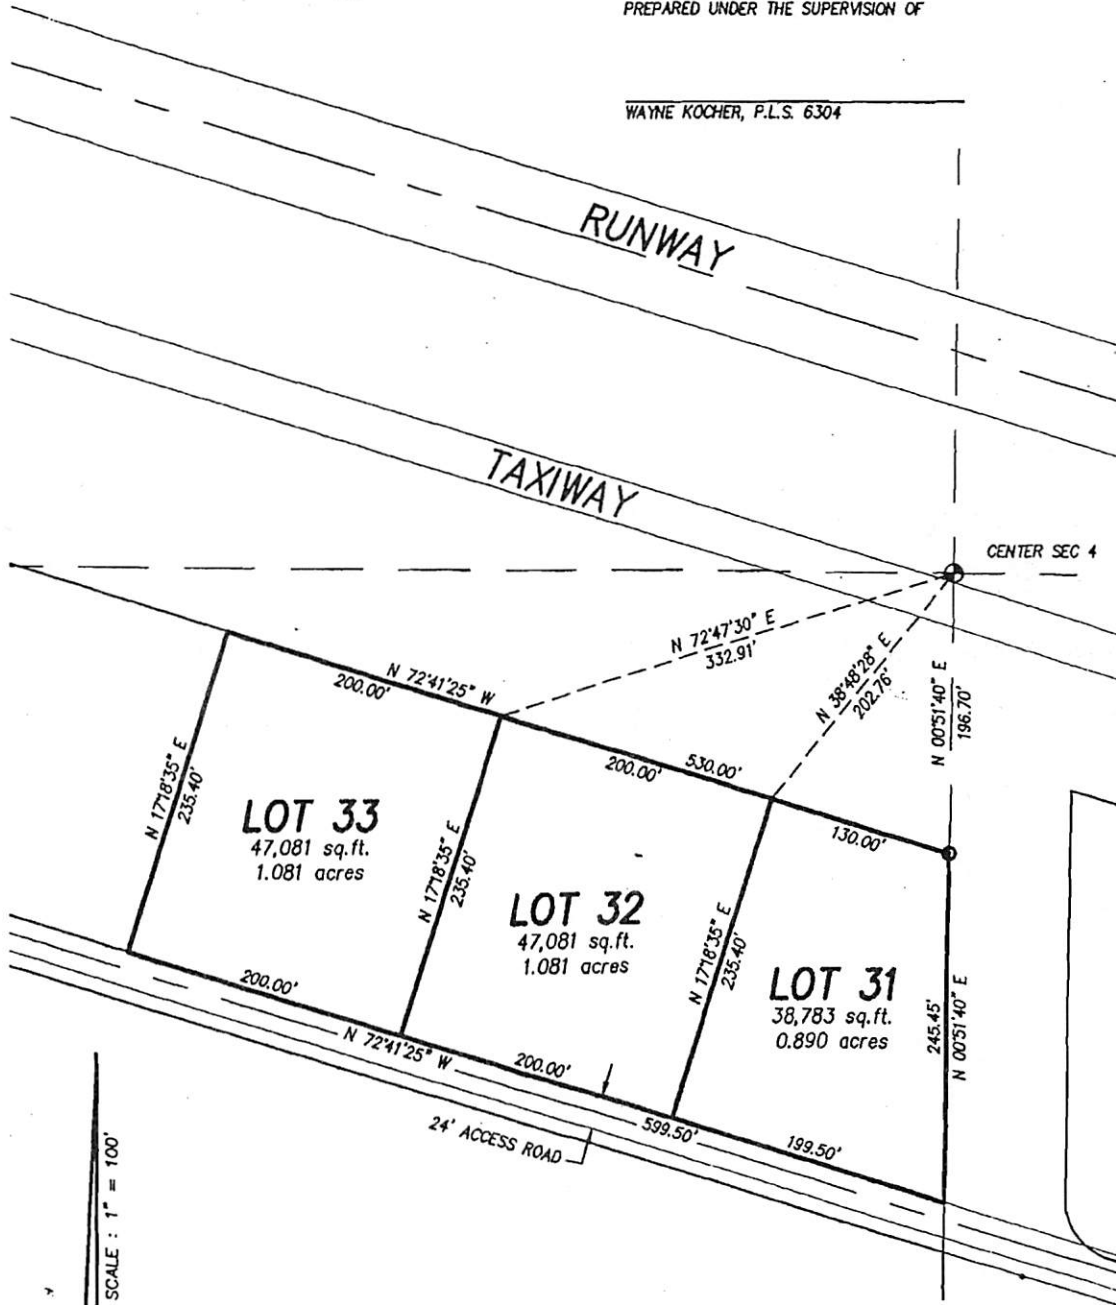 PREPARED UNDER THE SUPERVISION OF
WAYNE KOCHER, P.L.S. 6304
RUNWAY
TAXIWAY
CENTER SEC 4
N 72°47'30" E
332.91'
N 38°48'28" E
202.76'
N 00°51'40" E
196.70'
N 72°41'25" W
200.00'
200.00'
530.00'
130.00'
N 17°18'35" E
235.40'
LOT 33
47,081 sq.ft.
1.081 acres
N 17°18'35" E
235.40'
LOT 32
47,081 sq.ft.
1.081 acres
N 17°18'35" E
235.40'
LOT 31
38,783 sq.ft.
0.890 acres
245.45'
N 00°51'40" E
200.00'
N 72°41'25" W
200.00'
599.50'
199.50'
24' ACCESS ROAD
SCALE : 1" = 100'